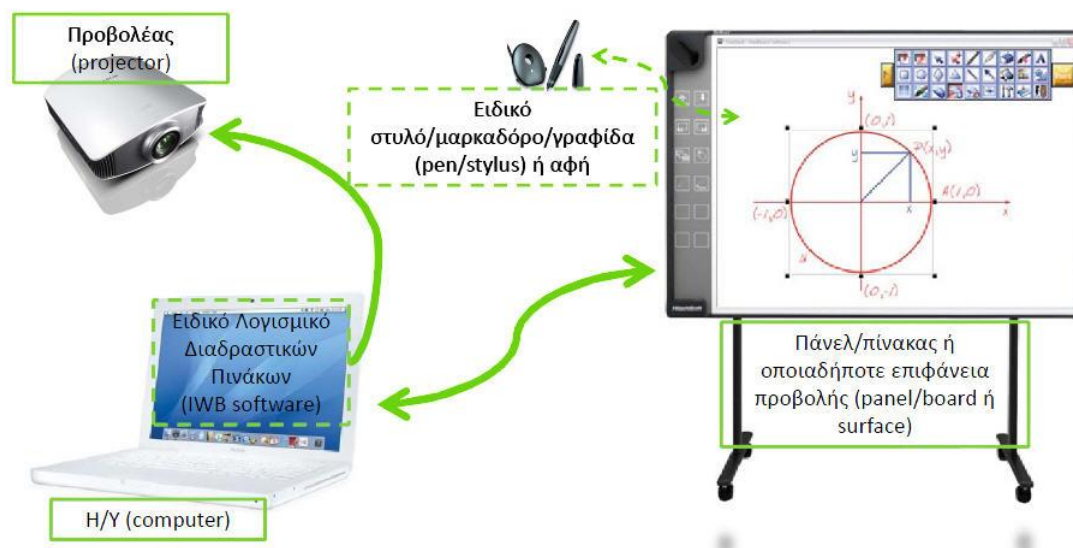 Προβολέας
(projector)
Ειδικό
στυλό/μαρκαδόρο/γραφίδα
(pen/stylus) ή αφή
y
(0,1)
P(x,y)
y
A(1,0)
(-1,0)
x
x
(0,-1)
Ειδικό Λογισμικό
Διαδραστικών
Πινάκων
(IWB software)
Πάνελ/πίνακας ή
οποιαδήποτε επιφάνεια
προβολής (panel/board ή
surface)
Η/Υ (computer)